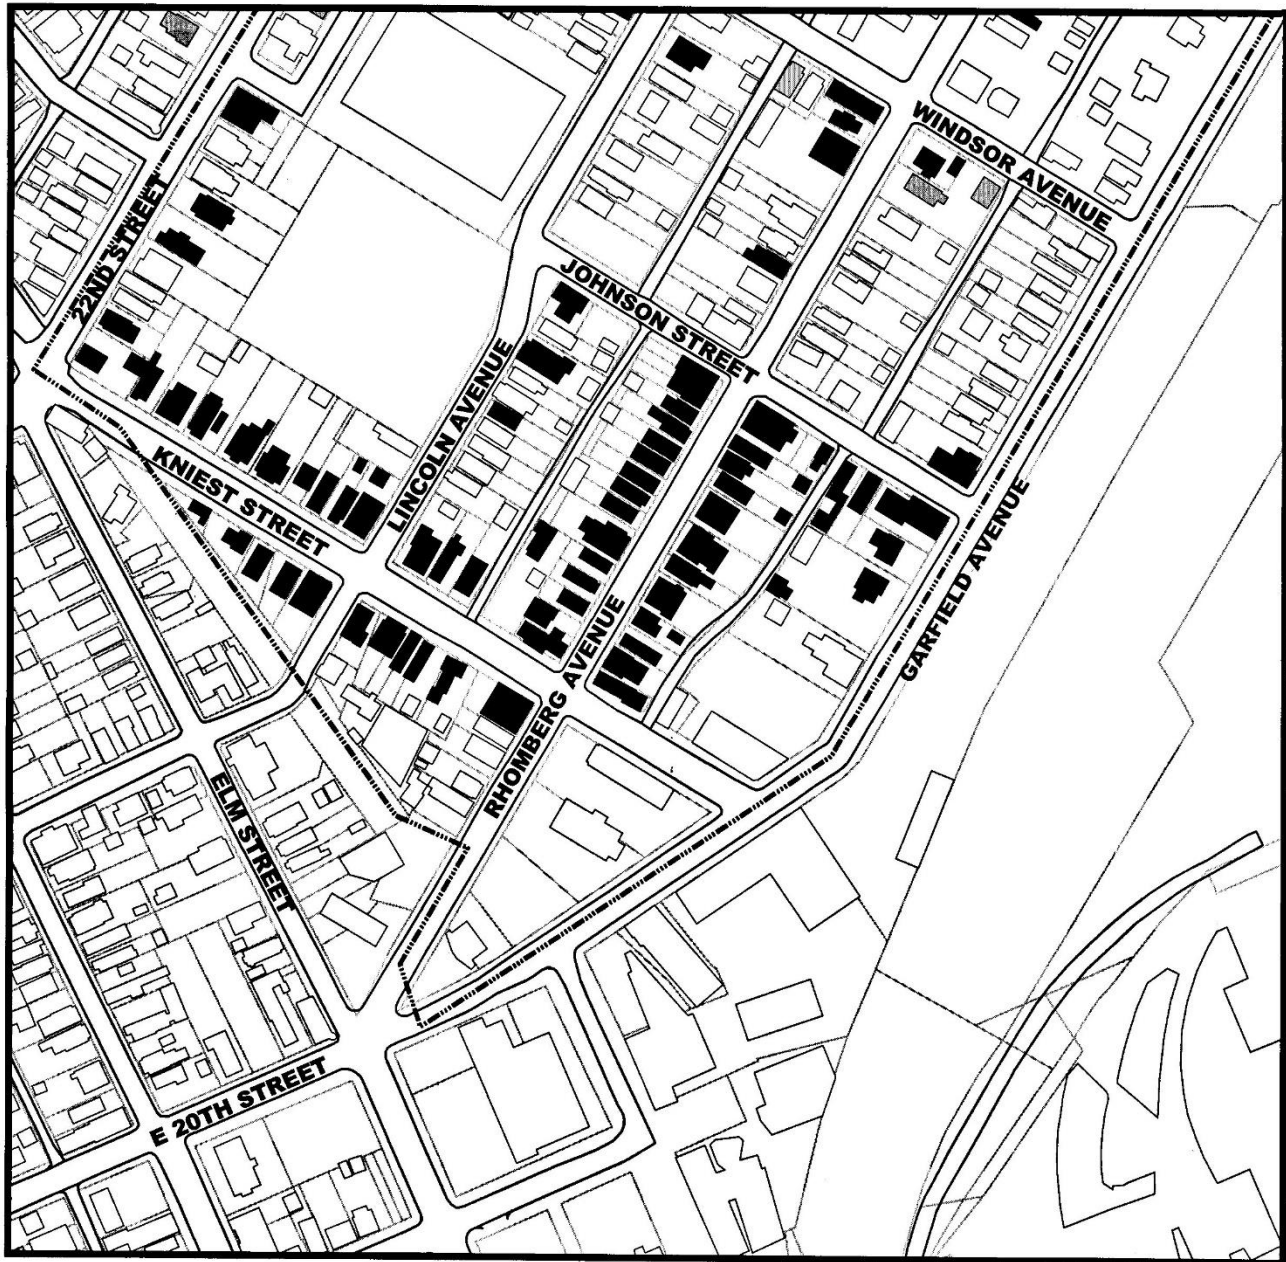 WINDSOR AVENUE
22ND STREET
JOHNSON STREET
LINCOLN AVENUE
KNIEST STREET
GARFIELD AVENUE
RHOMBERG AVENUE
ELM STREET
E 20TH STREET